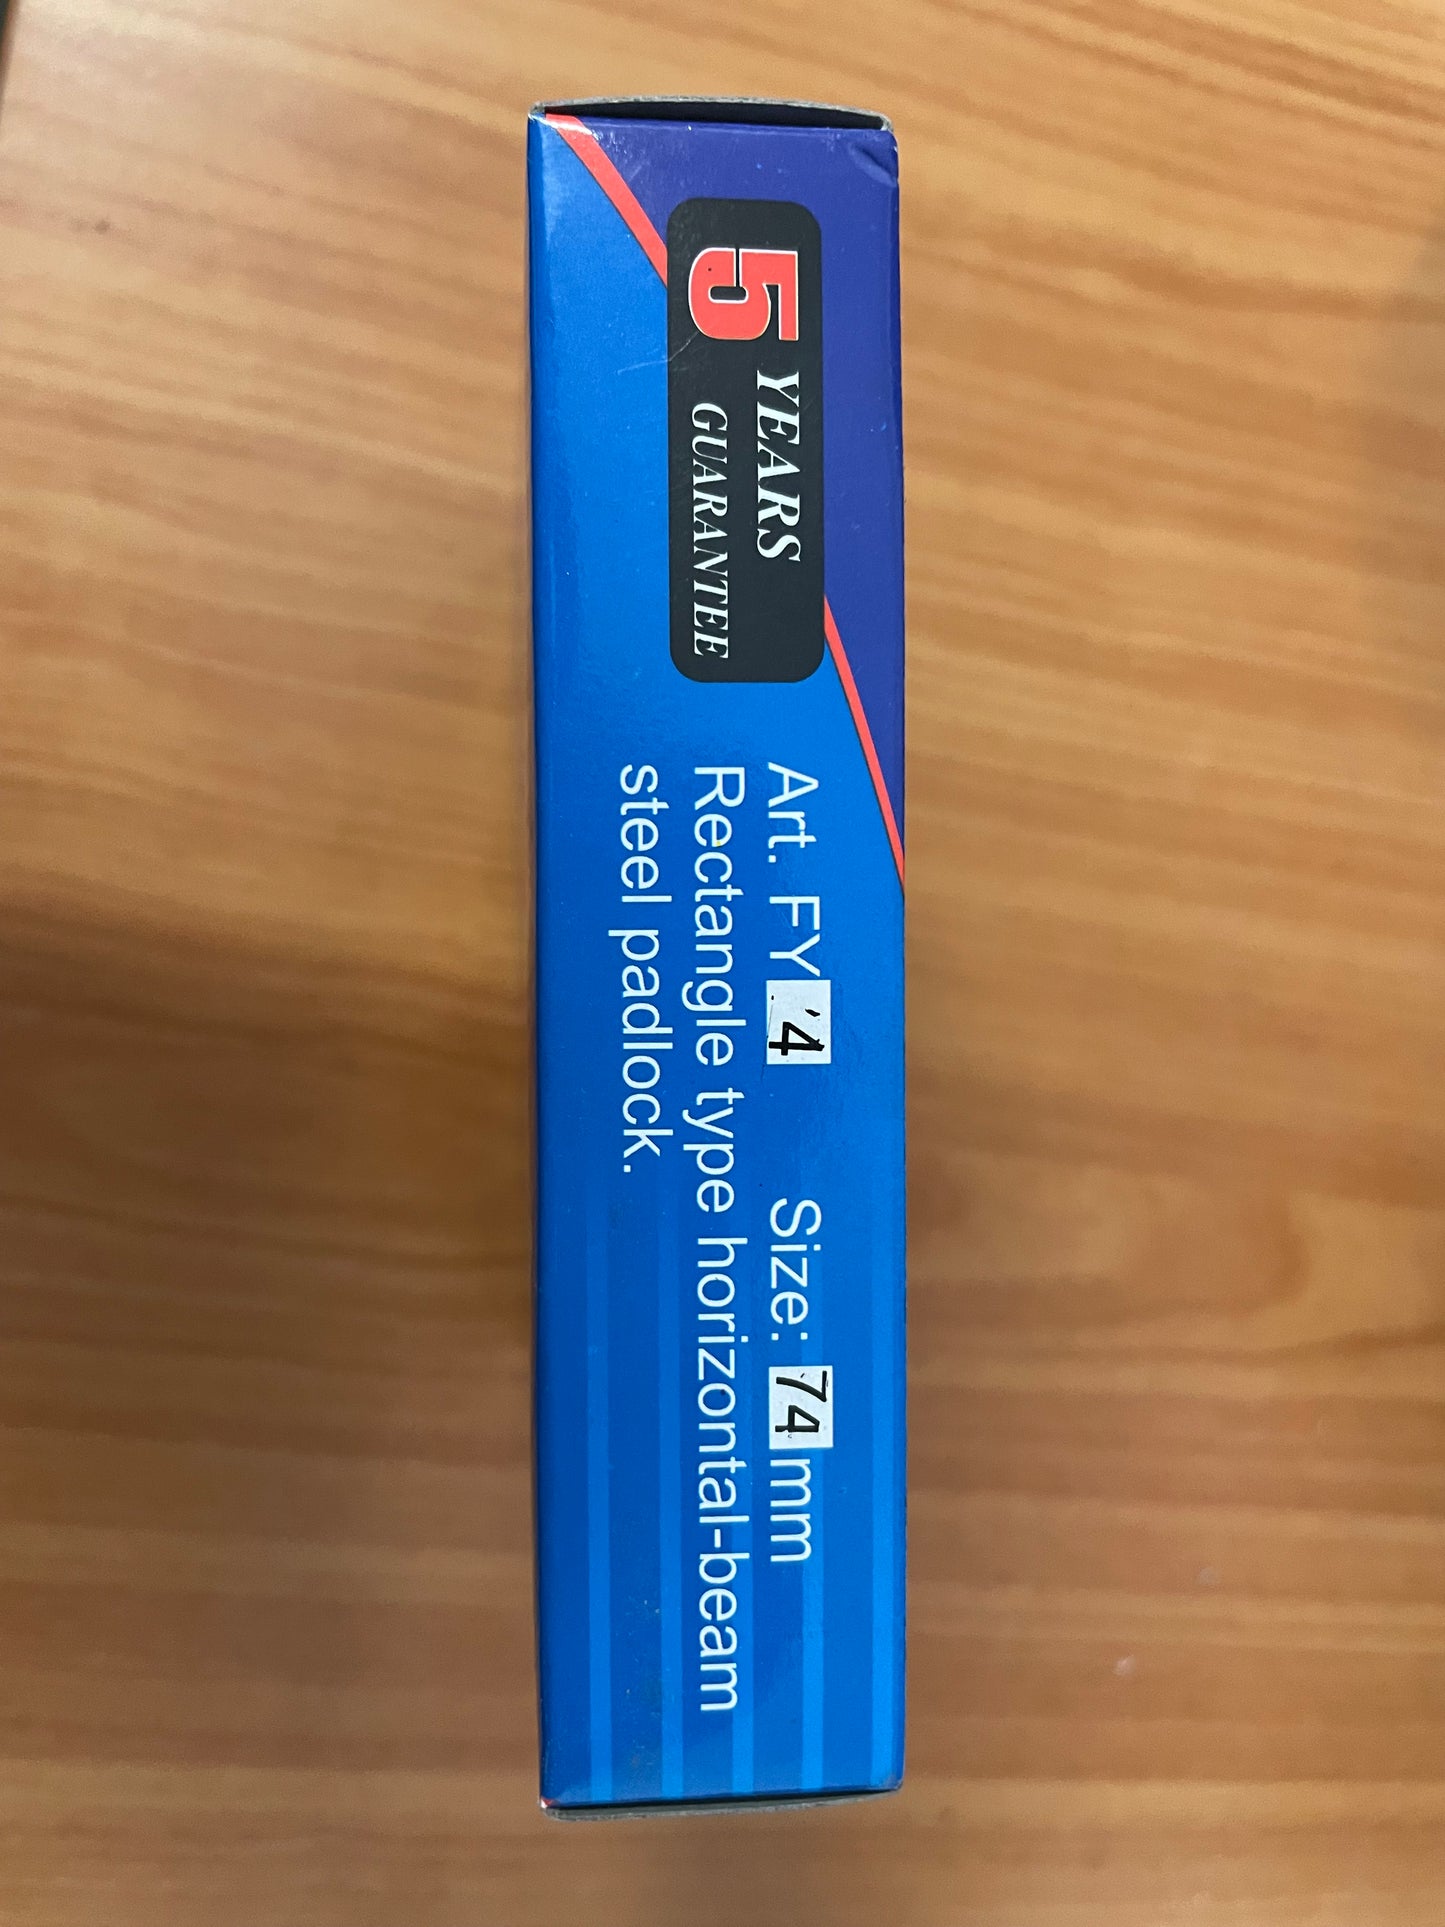 5 YEARS
GUARANTEE
Art. FY 4 Size: 74 mm
Rectangle type horizontal-beam
steel padlock.